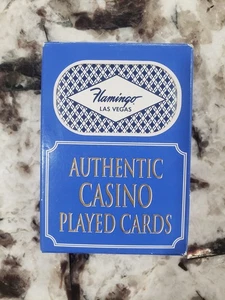 Flamingo
LAS VEGAS
AUTHENTIC
CASINO
PLAYED CARDS